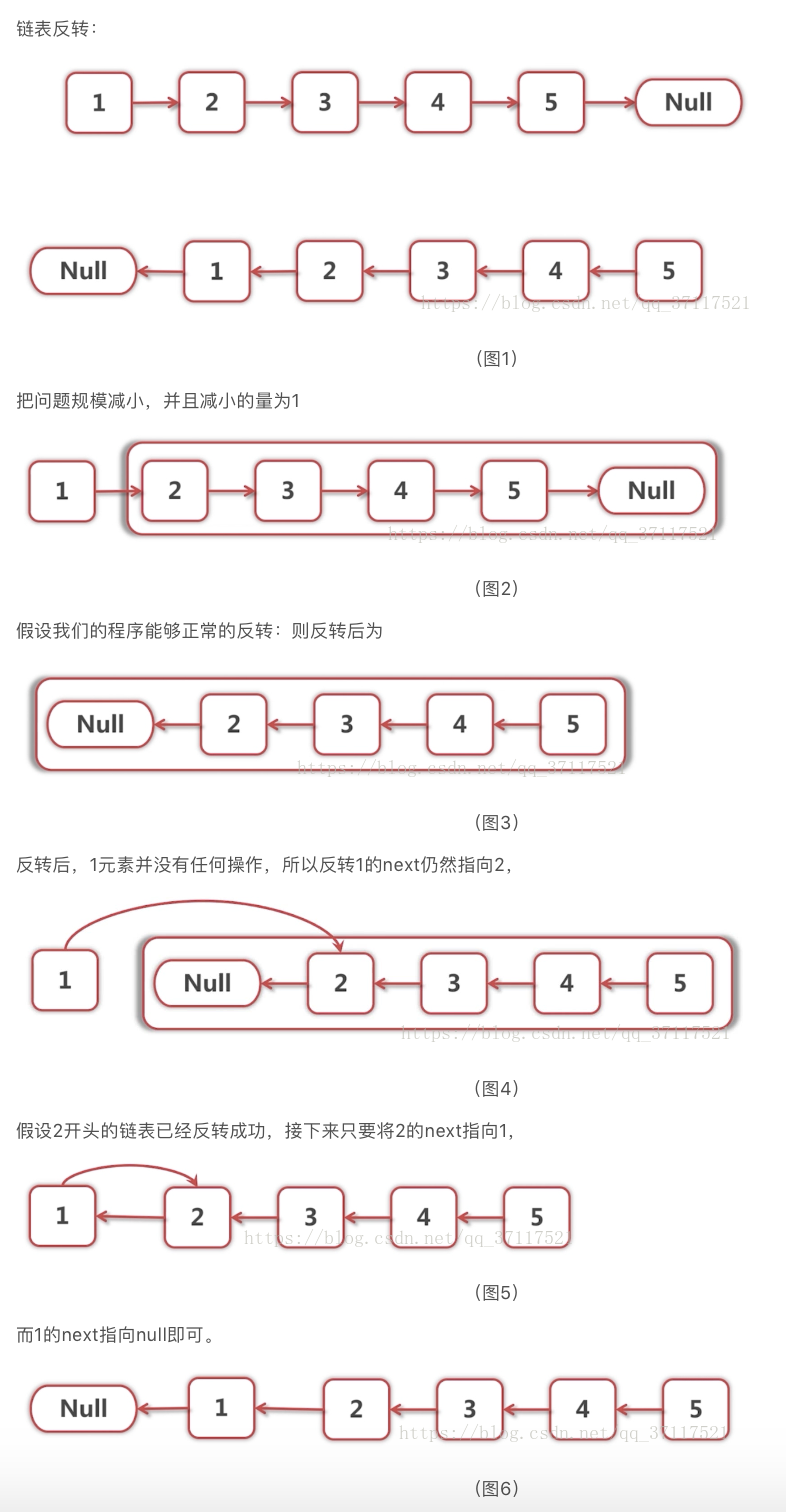 链表反转：
1 2 3 4 5 Null
Null 1 2 3 4 5
https://blog.csdn.net/qq_37117521
（图1）
把问题规模减小，并且减小的量为1
1 2 3 4 5 Null
https://blog.csdn.net/qq_37117521
（图2）
假设我们的程序能够正常的反转：则反转后为
Null 2 3 4 5
https://blog.csdn.net/qq_37117521
（图3）
反转后，1元素并没有任何操作，所以反转1的next仍然指向2，
1 Null 2 3 4 5
https://blog.csdn.net/qq_37117521
（图4）
假设2开头的链表已经反转成功，接下来只要将2的next指向1，
1 2 3 4 5
https://blog.csdn.net/qq_37117521
（图5）
而1的next指向null即可。
Null 1 2 3 4 5
https://blog.csdn.net/qq_37117521
（图6）